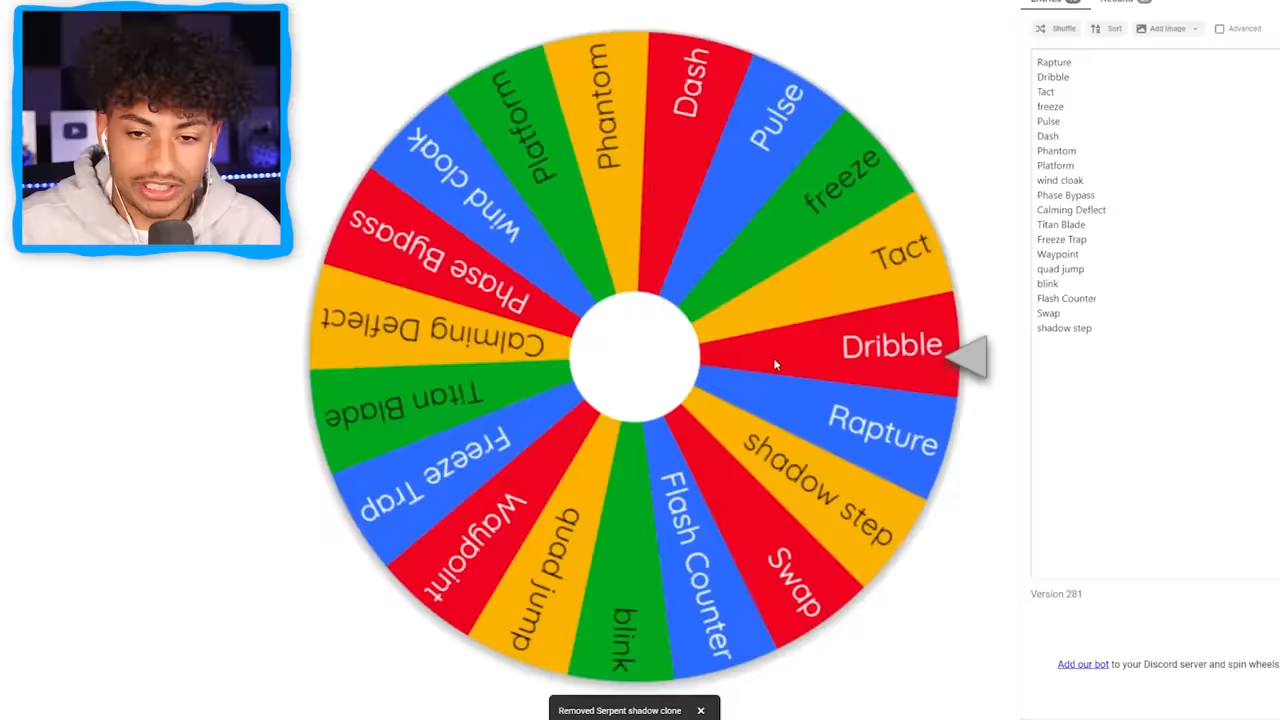 Entries
Results
Shuffle
Sort
Add Image
Advanced
Rapture
Dribble
Tact
freeze
Pulse
Dash
Phantom
Platform
wind cloak
Phase Bypass
Calming Deflect
Titan Blade
Freeze Trap
Waypoint
quad jump
blink
Flash Counter
Swap
shadow step
Dash
Pulse
freeze
Tact
Dribble
Rapture
shadow step
Swap
Flash Counter
blink
quad jump
Waypoint
Freeze Trap
Titan Blade
Calming Deflect
Phase Bypass
wind cloak
Platform
Phantom
Version 281
Add our bot to your Discord server and spin wheels
Removed Serpent shadow clone